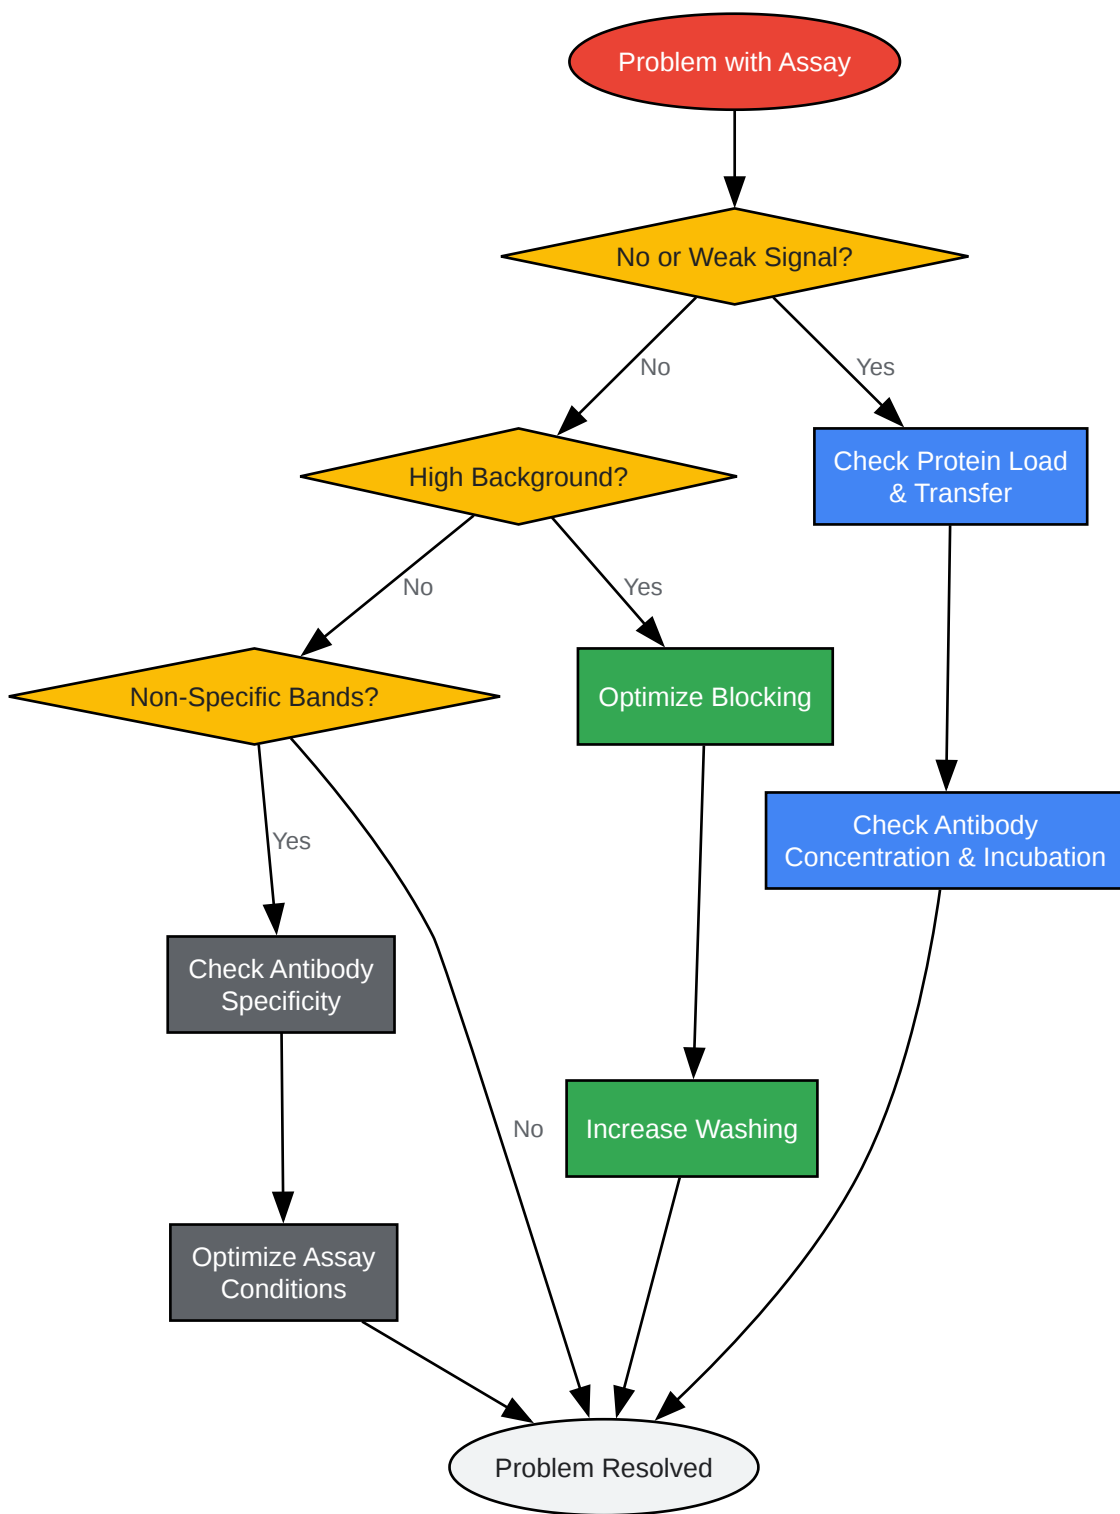 Problem with Assay
No or Weak Signal?
No
Yes
High Background?
Check Protein Load
& Transfer
No
Yes
Non-Specific Bands?
Optimize Blocking
Yes
Check Antibody
Concentration & Incubation
Check Antibody
Specificity
No
Increase Washing
Optimize Assay
Conditions
Problem Resolved